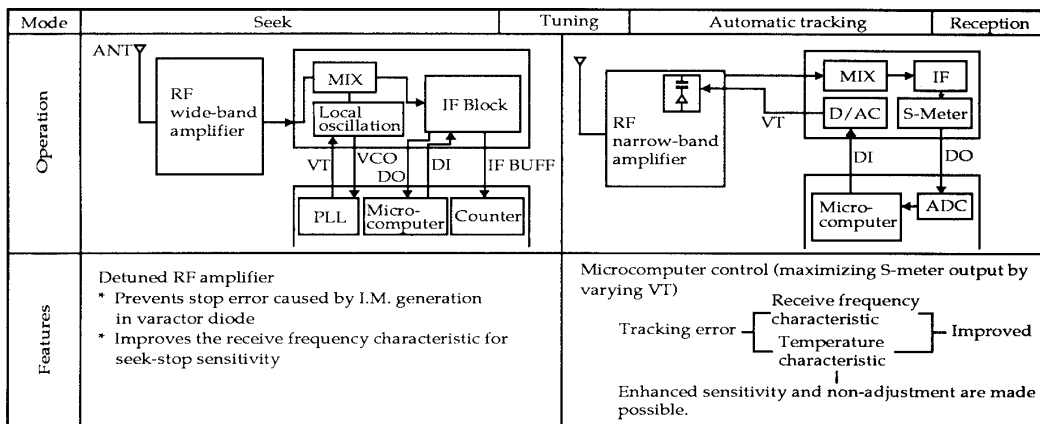 Mode
Seek
Tuning
Automatic tracking
Reception
Operation
ANT
RF
wide-band
amplifier
MIX
Local
oscillation
IF Block
VT
VCO
DO
DI
IF BUFF
PLL
Micro-
computer
Counter
RF
narrow-band
amplifier
VT
MIX
IF
D/AC
S-Meter
DI
DO
Micro-
computer
ADC
Features
Detuned RF amplifier
* Prevents stop error caused by I.M. generation
in varactor diode
* Improves the receive frequency characteristic for
seek-stop sensitivity
Microcomputer control (maximizing S-meter output by
varying VT)
Tracking error
Receive frequency
characteristic
Temperature
characteristic
Improved
Enhanced sensitivity and non-adjustment are made
possible.